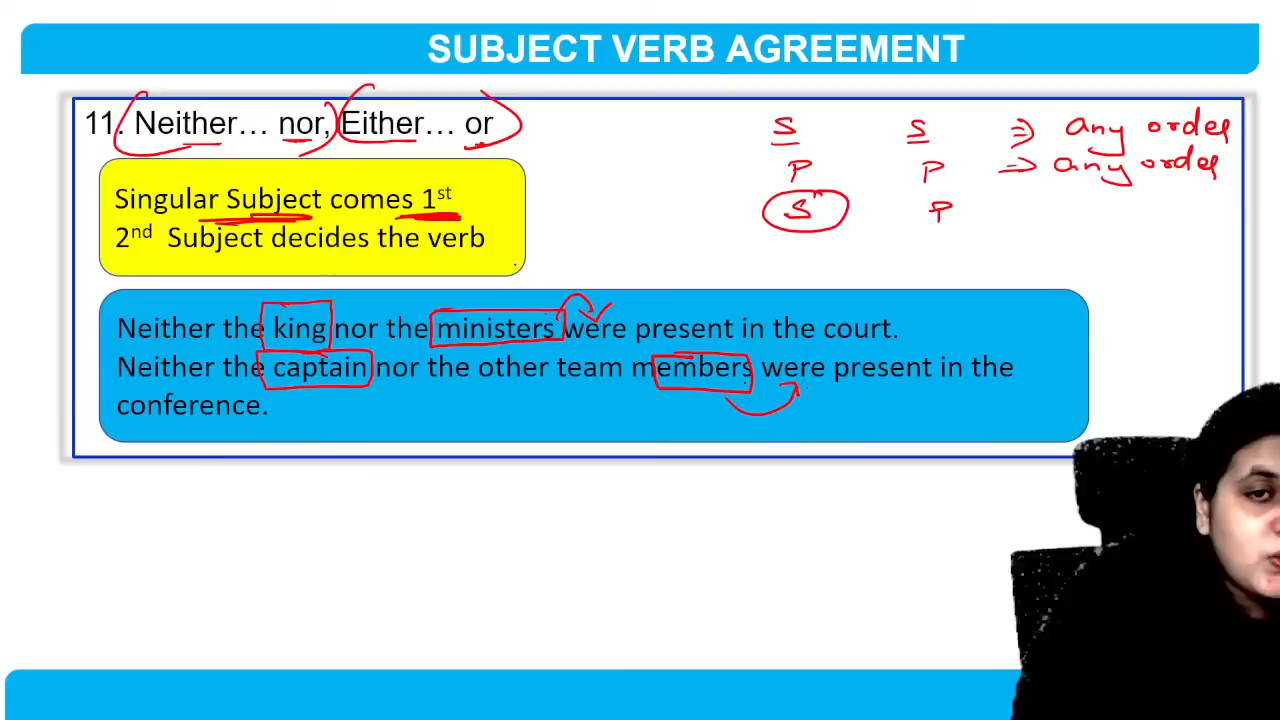 SUBJECT VERB AGREEMENT
11. Neither… nor, Either… or
S S ⇒ any order
P P ⇒ any order
S P
Singular Subject comes 1st
2nd Subject decides the verb
Neither the king nor the ministers were present in the court.
Neither the captain nor the other team members were present in the
conference.